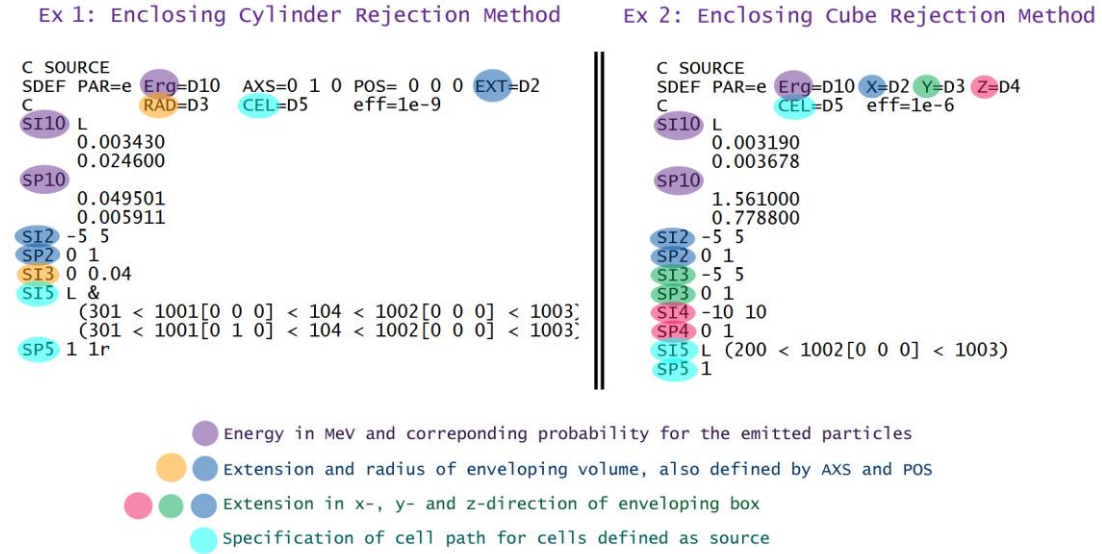 Ex 1: Enclosing Cylinder Rejection Method
C SOURCE
SDEF PAR=e Erg=D10 AXS=0 1 0 POS= 0 0 0 EXT=D2
C RAD=D3 CEL=D5 eff=1e-9
SI10 L
0.003430
0.024600
SP10
0.049501
0.005911
SI2 -5 5
SP2 0 1
SI3 0 0.04
SI5 L &
(301 < 1001[0 0 0] < 104 < 1002[0 0 0] < 1003)
(301 < 1001[0 1 0] < 104 < 1002[0 0 0] < 1003)
SP5 1 1r
Ex 2: Enclosing Cube Rejection Method
C SOURCE
SDEF PAR=e Erg=D10 X=D2 Y=D3 Z=D4
C CEL=D5 eff=1e-6
SI10 L
0.003190
0.003678
SP10
1.561000
0.778800
SI2 -5 5
SP2 0 1
SI3 -5 5
SP3 0 1
SI4 -10 10
SP4 0 1
SI5 L (200 < 1002[0 0 0] < 1003)
SP5 1
Energy in MeV and correponding probability for the emitted particles
Extension and radius of enveloping volume, also defined by AXS and POS
Extension in x-, y- and z-direction of enveloping box
Specification of cell path for cells defined as source